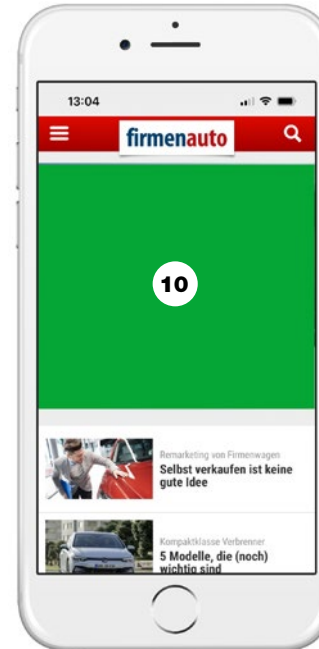 13:04
firmenauto
10
Remarketing von Firmenwagen
Selbst verkaufen ist keine
gute Idee
Kompaktklasse Verbrenner
5 Modelle, die (noch)
wichtig sind